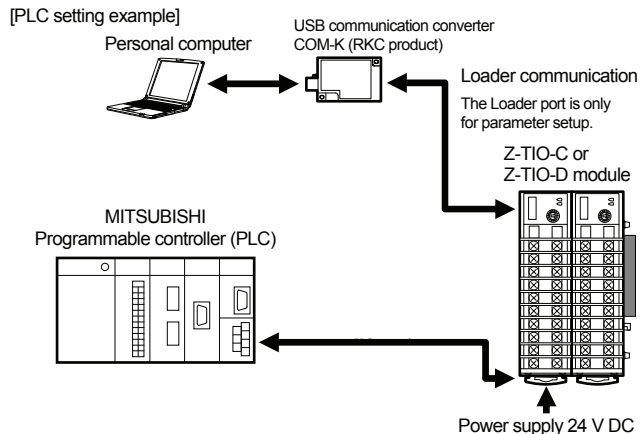 [PLC setting example]
Personal computer
USB communication converter
COM-K (RKC product)
Loader communication
The Loader port is only
for parameter setup.
Z-TIO-C or
Z-TIO-D module
MITSUBISHI
Programmable controller (PLC)
Power supply 24 V DC